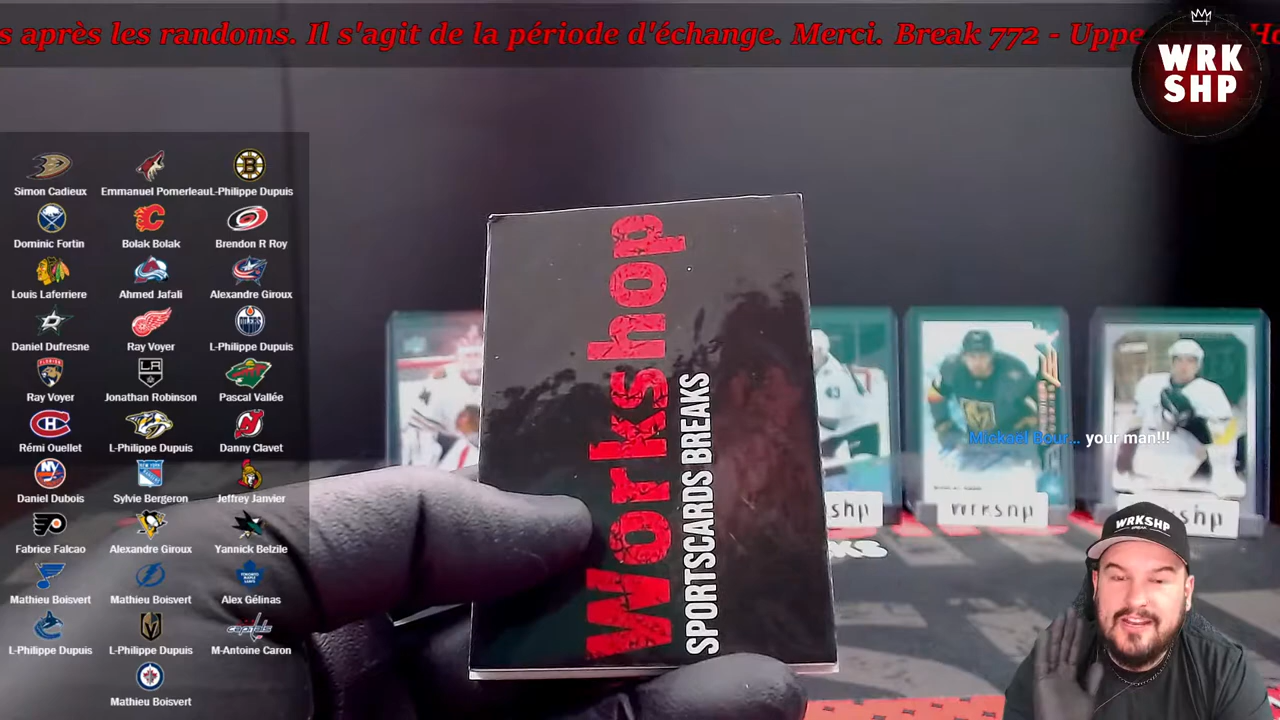 s après les randoms. Il s'agit de la période d'échange. Merci. Break 772 - Uppe
WRK
SHP
Simon Cadieux
Emmanuel Pomerleau
L-Philippe Dupuis
Dominic Fortin
Bolak Bolak
Brendon R Roy
Louis Laferriere
Ahmed Jafali
Alexandre Giroux
Daniel Dufresne
Ray Voyer
L-Philippe Dupuis
Ray Voyer
Jonathan Robinson
Pascal Vallée
Rémi Ouellet
L-Philippe Dupuis
Danny Clavet
Daniel Dubois
Sylvie Bergeron
Jeffrey Janvier
Fabrice Falcao
Alexandre Giroux
Yannick Belzile
Mathieu Boisvert
Mathieu Boisvert
Alex Gélinas
L-Philippe Dupuis
L-Philippe Dupuis
M-Antoine Caron
Mathieu Boisvert
Workshop
SPORTSCARDS BREAKS
Mickaël Bour... your man!!!
shp
wrkshp
shp
WRKSHP